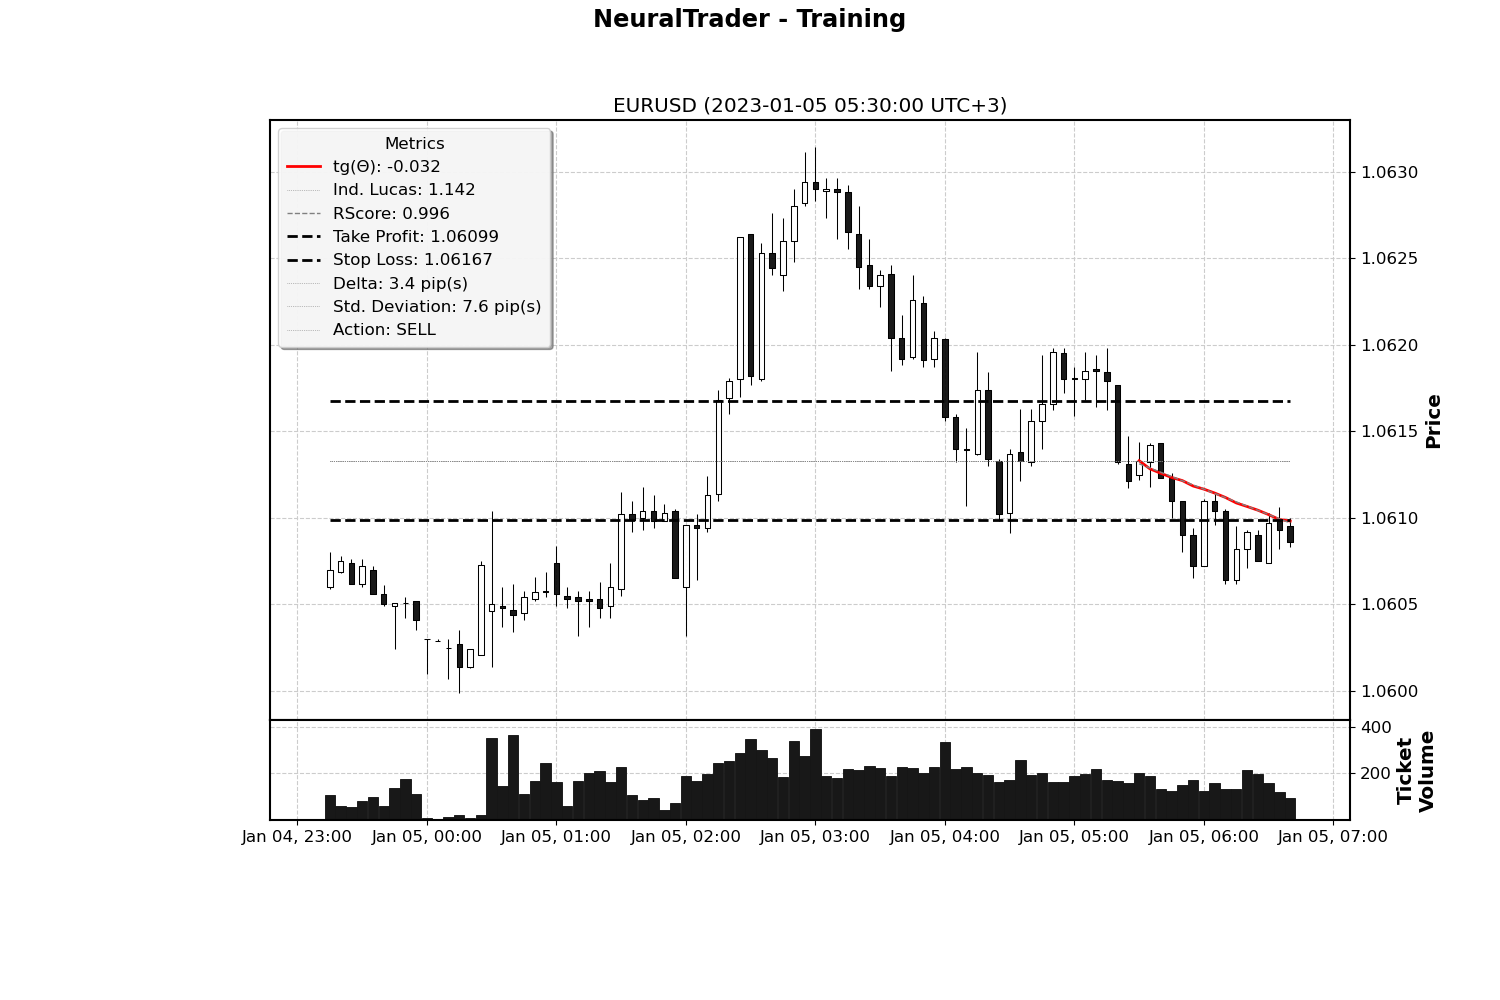 NeuralTrader - Training
EURUSD (2023-01-05 05:30:00 UTC+3)
Metrics
tg(Θ): -0.032
Ind. Lucas: 1.142
RScore: 0.996
Take Profit: 1.06099
Stop Loss: 1.06167
Delta: 3.4 pip(s)
Std. Deviation: 7.6 pip(s)
Action: SELL
1.0630
1.0625
1.0620
1.0615
1.0610
1.0605
1.0600
Price
400
200
Ticket
Volume
Jan 04, 23:00
Jan 05, 00:00
Jan 05, 01:00
Jan 05, 02:00
Jan 05, 03:00
Jan 05, 04:00
Jan 05, 05:00
Jan 05, 06:00
Jan 05, 07:00